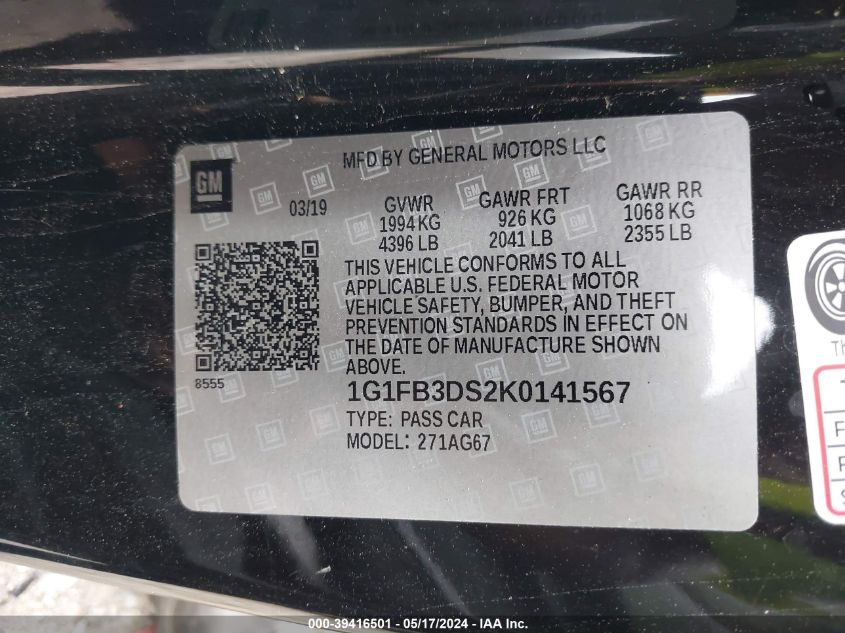 MFD BY GENERAL MOTORS LLC
GM
03/19
GVWR
1994 KG
4396 LB
GAWR FRT
926 KG
2041 LB
GAWR RR
1068 KG
2355 LB
THIS VEHICLE CONFORMS TO ALL
APPLICABLE U.S. FEDERAL MOTOR
VEHICLE SAFETY, BUMPER, AND THEFT
PREVENTION STANDARDS IN EFFECT ON
THE DATE OF MANUFACTURE SHOWN
ABOVE.
8555
1G1FB3DS2K0141567
TYPE: PASS CAR
MODEL: 271AG67
000-39416501 - 05/17/2024 - IAA Inc.